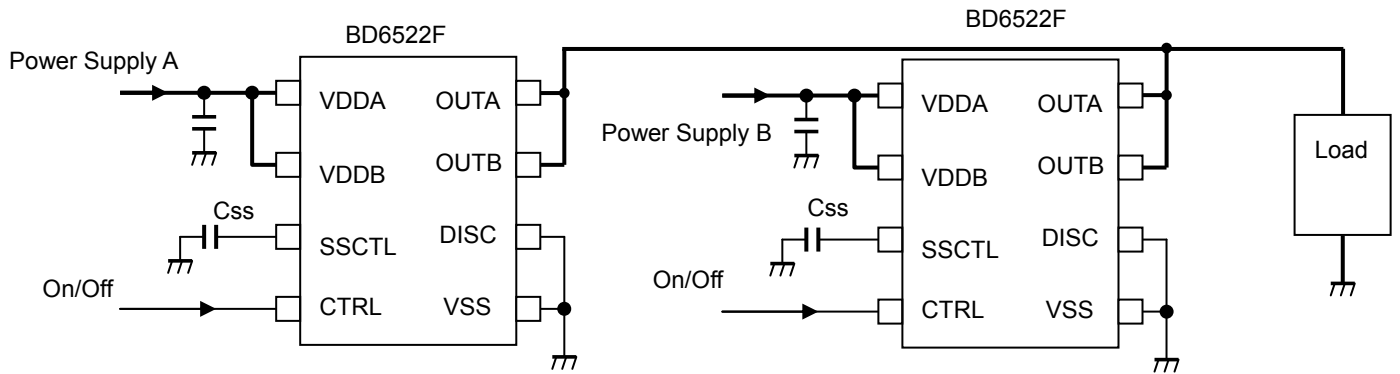 BD6522F
Power Supply A
VDDA
OUTA
VDDB
OUTB
Css
SSCTL
DISC
On/Off
CTRL
VSS
BD6522F
Power Supply B
VDDA
OUTA
VDDB
OUTB
Css
SSCTL
DISC
On/Off
CTRL
VSS
Load